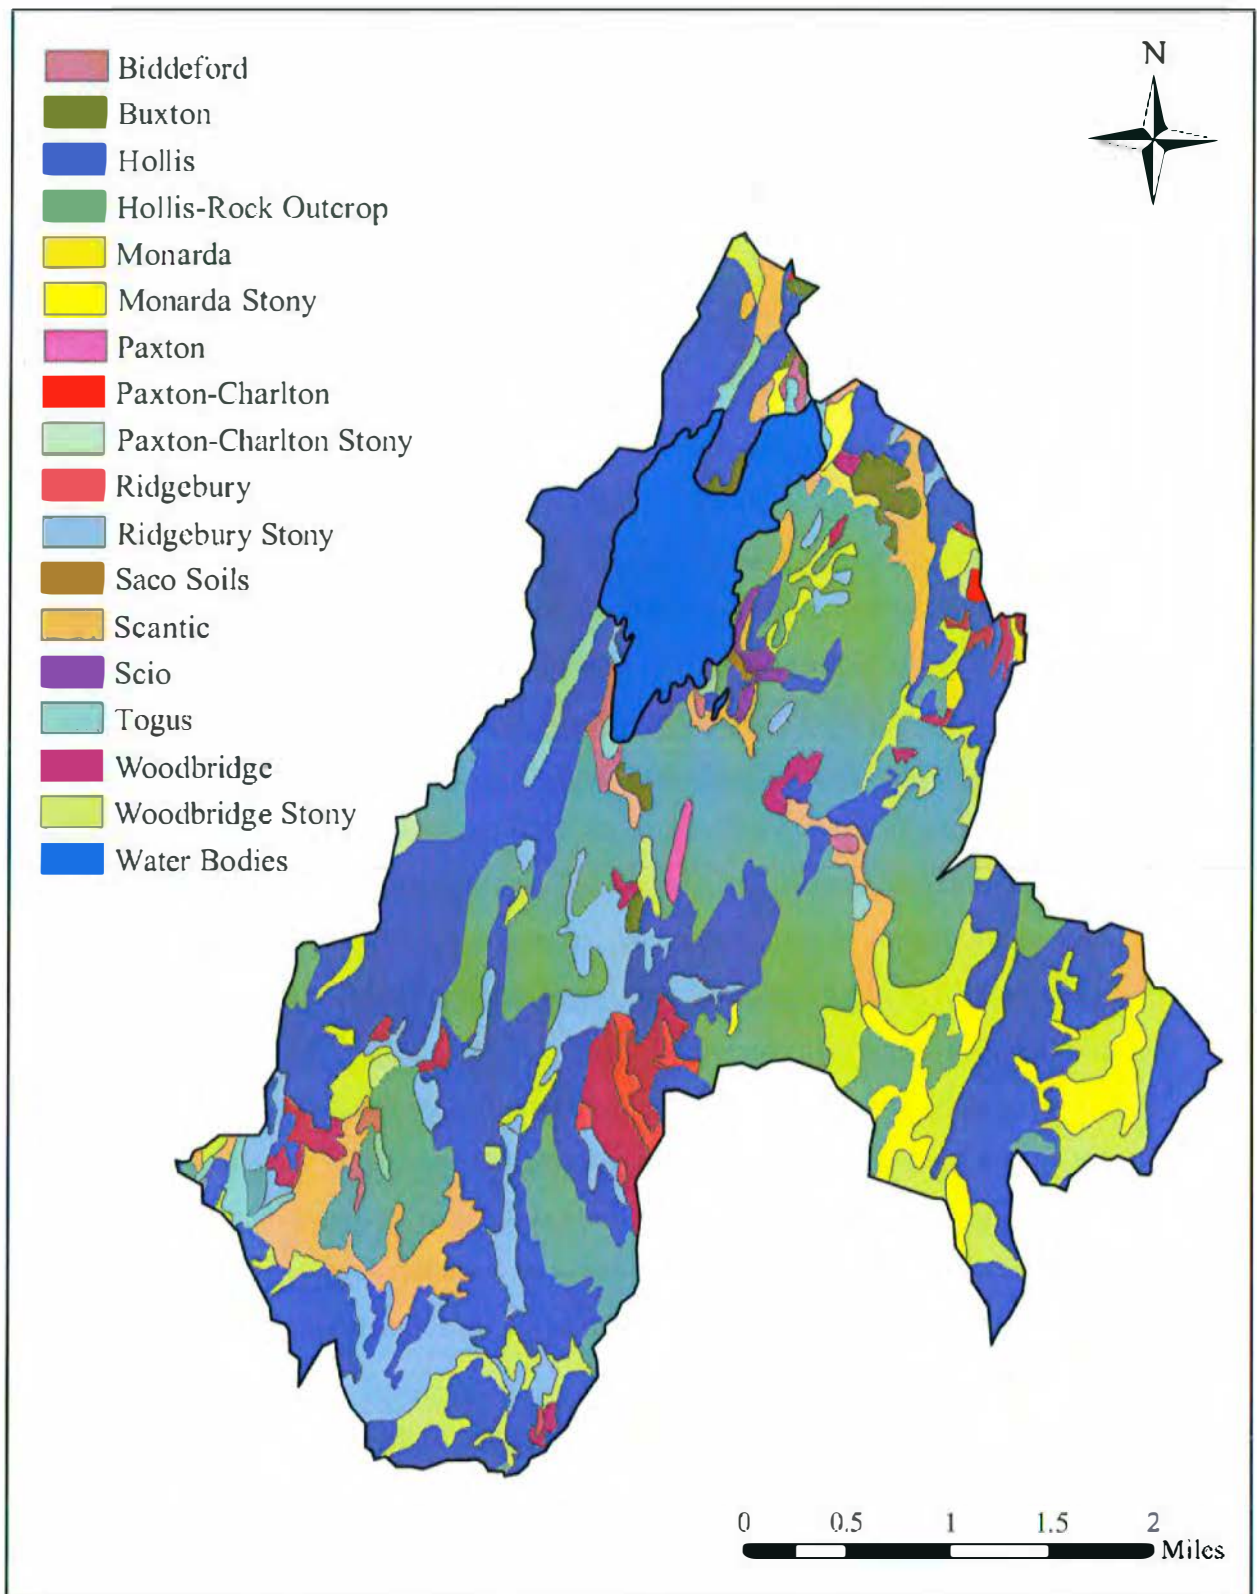 Biddeford
Buxton
Hollis
Hollis-Rock Outcrop
Monarda
Monarda Stony
Paxton
Paxton-Charlton
Paxton-Charlton Stony
Ridgebury
Ridgebury Stony
Saco Soils
Scantic
Scio
Togus
Woodbridge
Woodbridge Stony
Water Bodies
N
0 0.5 1 1.5 2
Miles